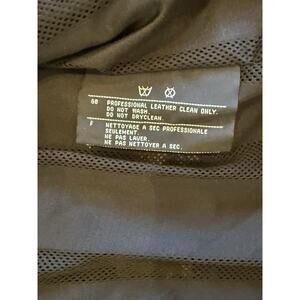 GB PROFESSIONAL LEATHER CLEAN ONLY.
DO NOT WASH.
DO NOT DRYCLEAN.
F NETTOYAGE A SEC PROFESSIONALE
SEULEMENT.
NE PAS LAVER.
NE PAS NETTOYER A SEC.